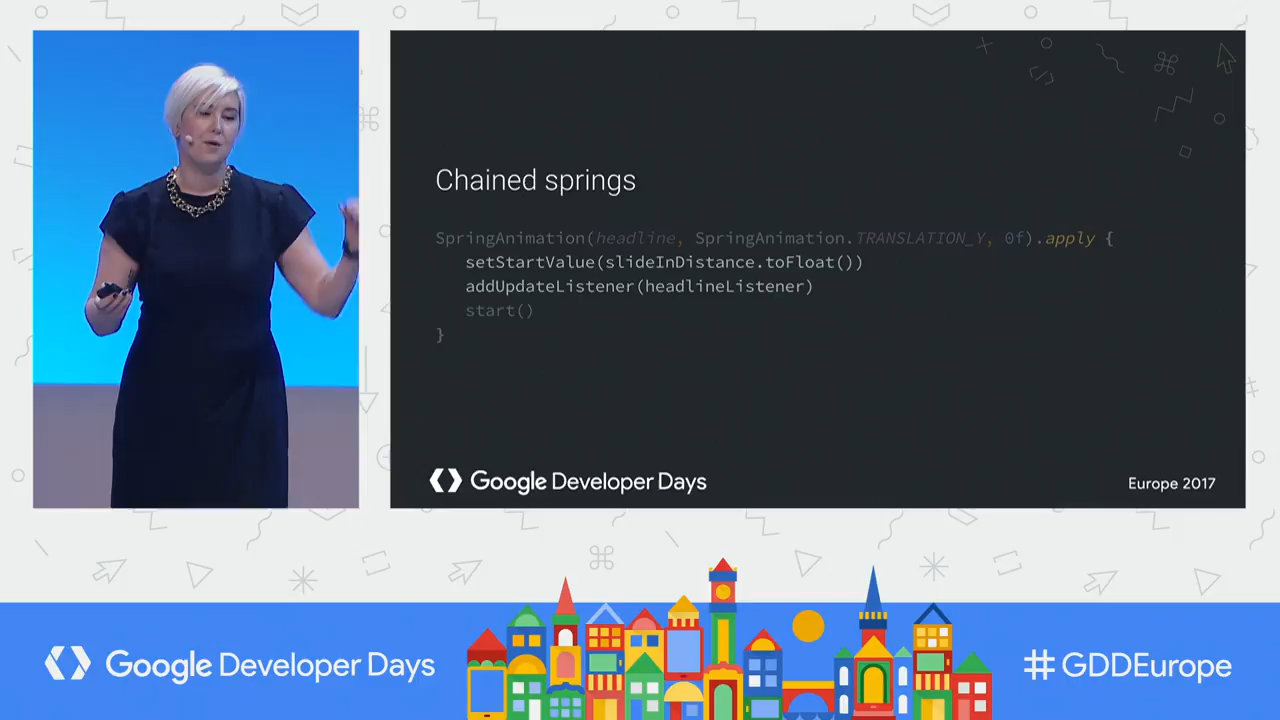 Chained springs
SpringAnimation(headline, SpringAnimation.TRANSLATION_Y, 0f).apply {
setStartValue(slideInDistance.toFloat())
addUpdateListener(headlineListener)
start()
}
Google Developer Days
Europe 2017
Google Developer Days
#GDDEurope